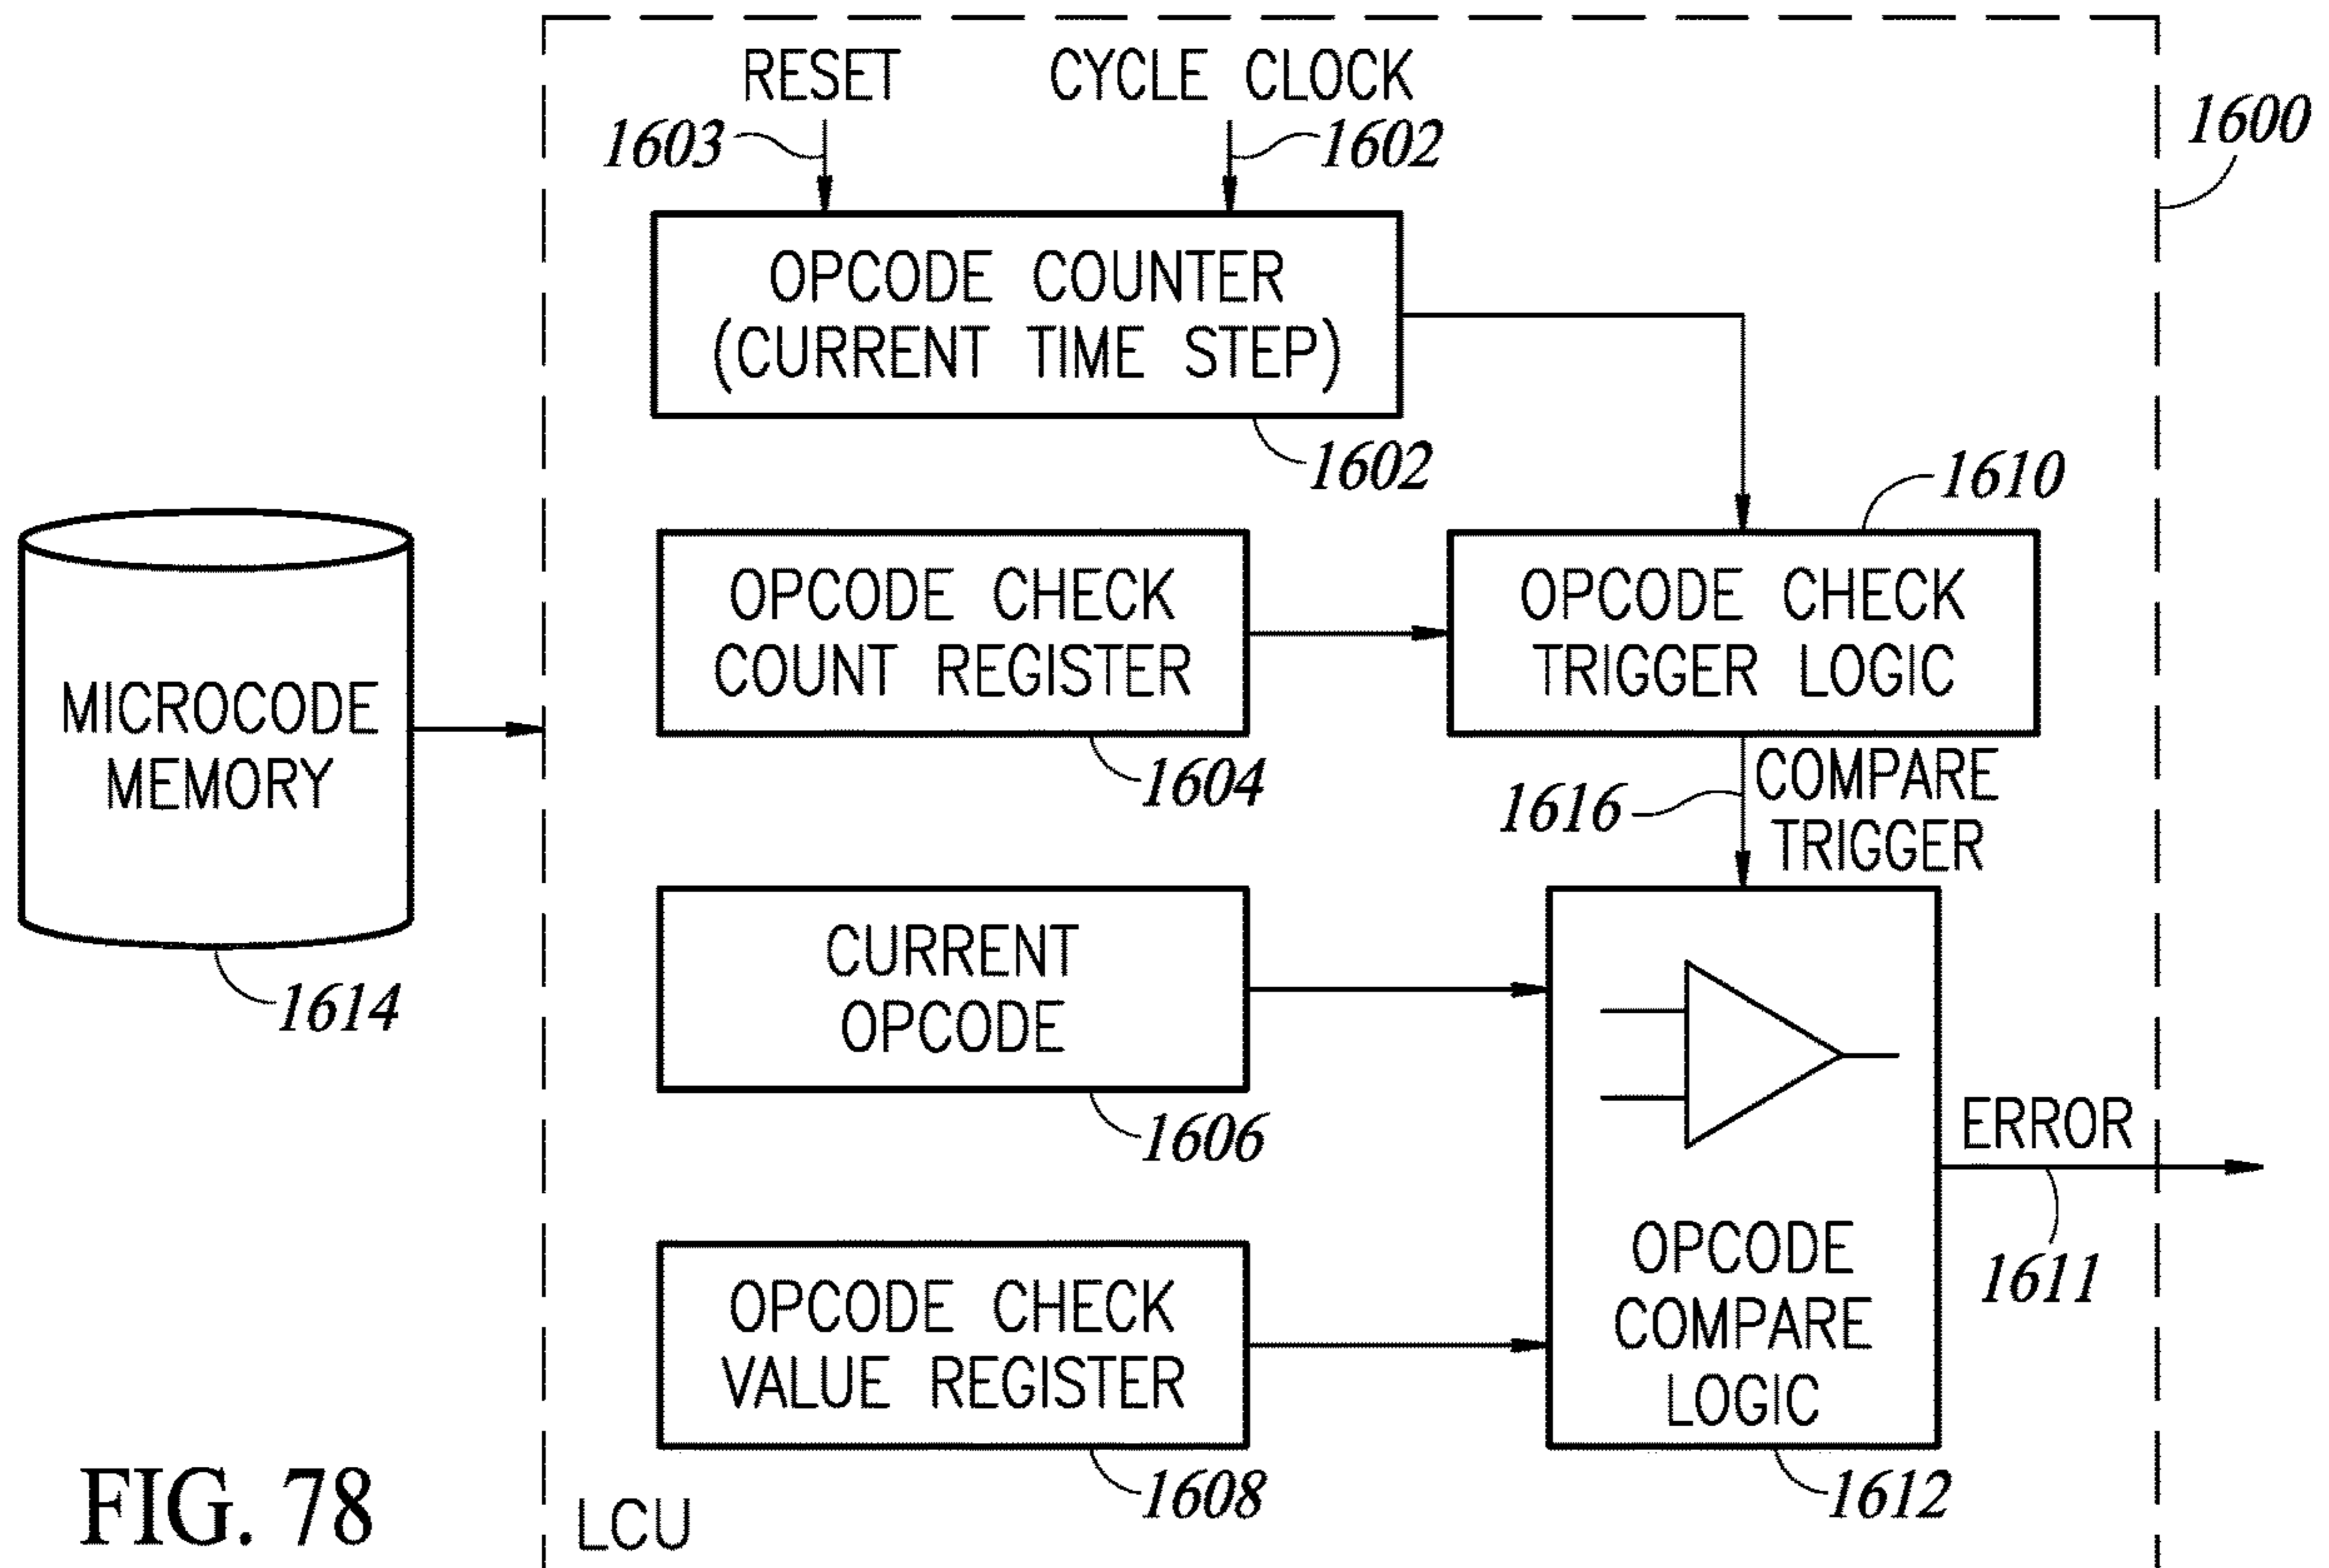 RESET
CYCLE CLOCK
1603
1602
1600
OPCODE COUNTER
(CURRENT TIME STEP)
1602
1610
OPCODE CHECK
COUNT REGISTER
OPCODE CHECK
TRIGGER LOGIC
MICROCODE
MEMORY
1604
1616
COMPARE
TRIGGER
CURRENT
OPCODE
1614
1606
ERROR
OPCODE CHECK
VALUE REGISTER
OPCODE
COMPARE
LOGIC
1611
1608
1612
LCU
FIG. 78